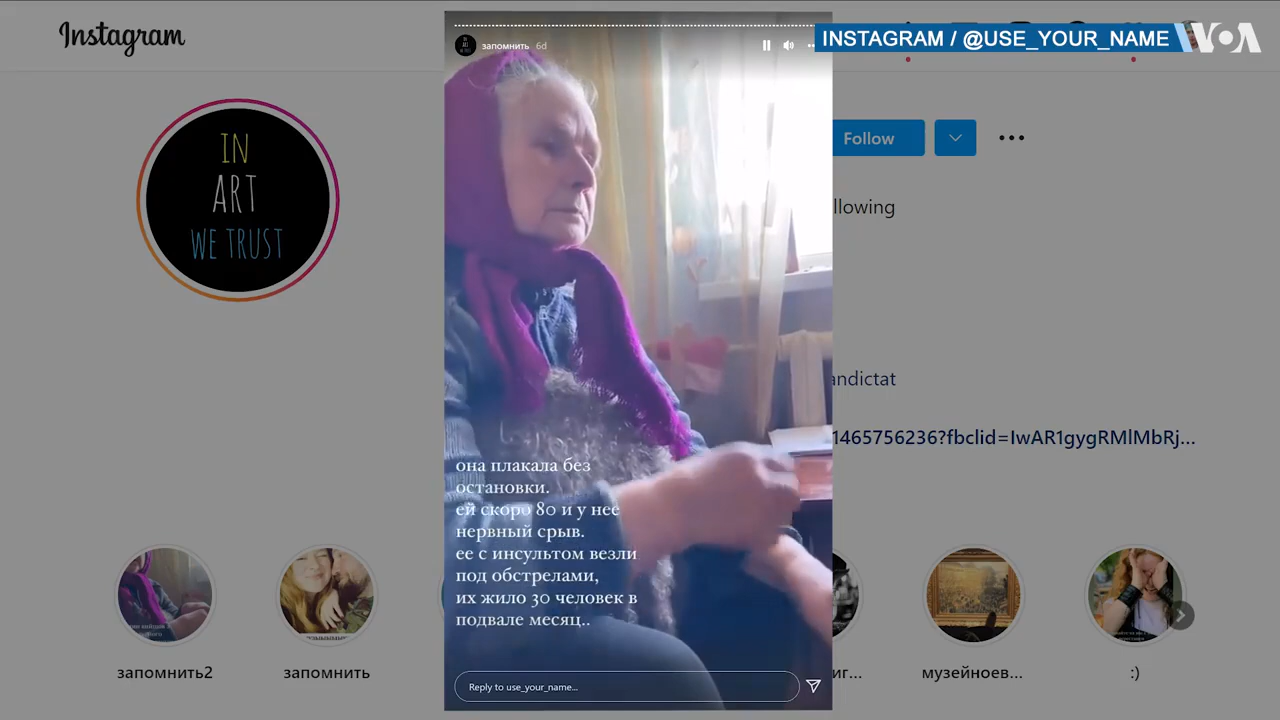 Instagram
запомнить 6d
INSTAGRAM / @USE_YOUR_NAME
VOA
IN
ART
WE TRUST
Follow
llowing
andictat
1465756236?fbclid=IwAR1gygRMlMbRj...
она плакала без
остановки.
ей скоро 80 и у нее
нервный срыв.
ее с инсультом везли
под обстрелами,
их жило 30 человек в
подвале месяц..
запомнить2
запомнить
иг...
музейноев...
:)
Reply to use_your_name...